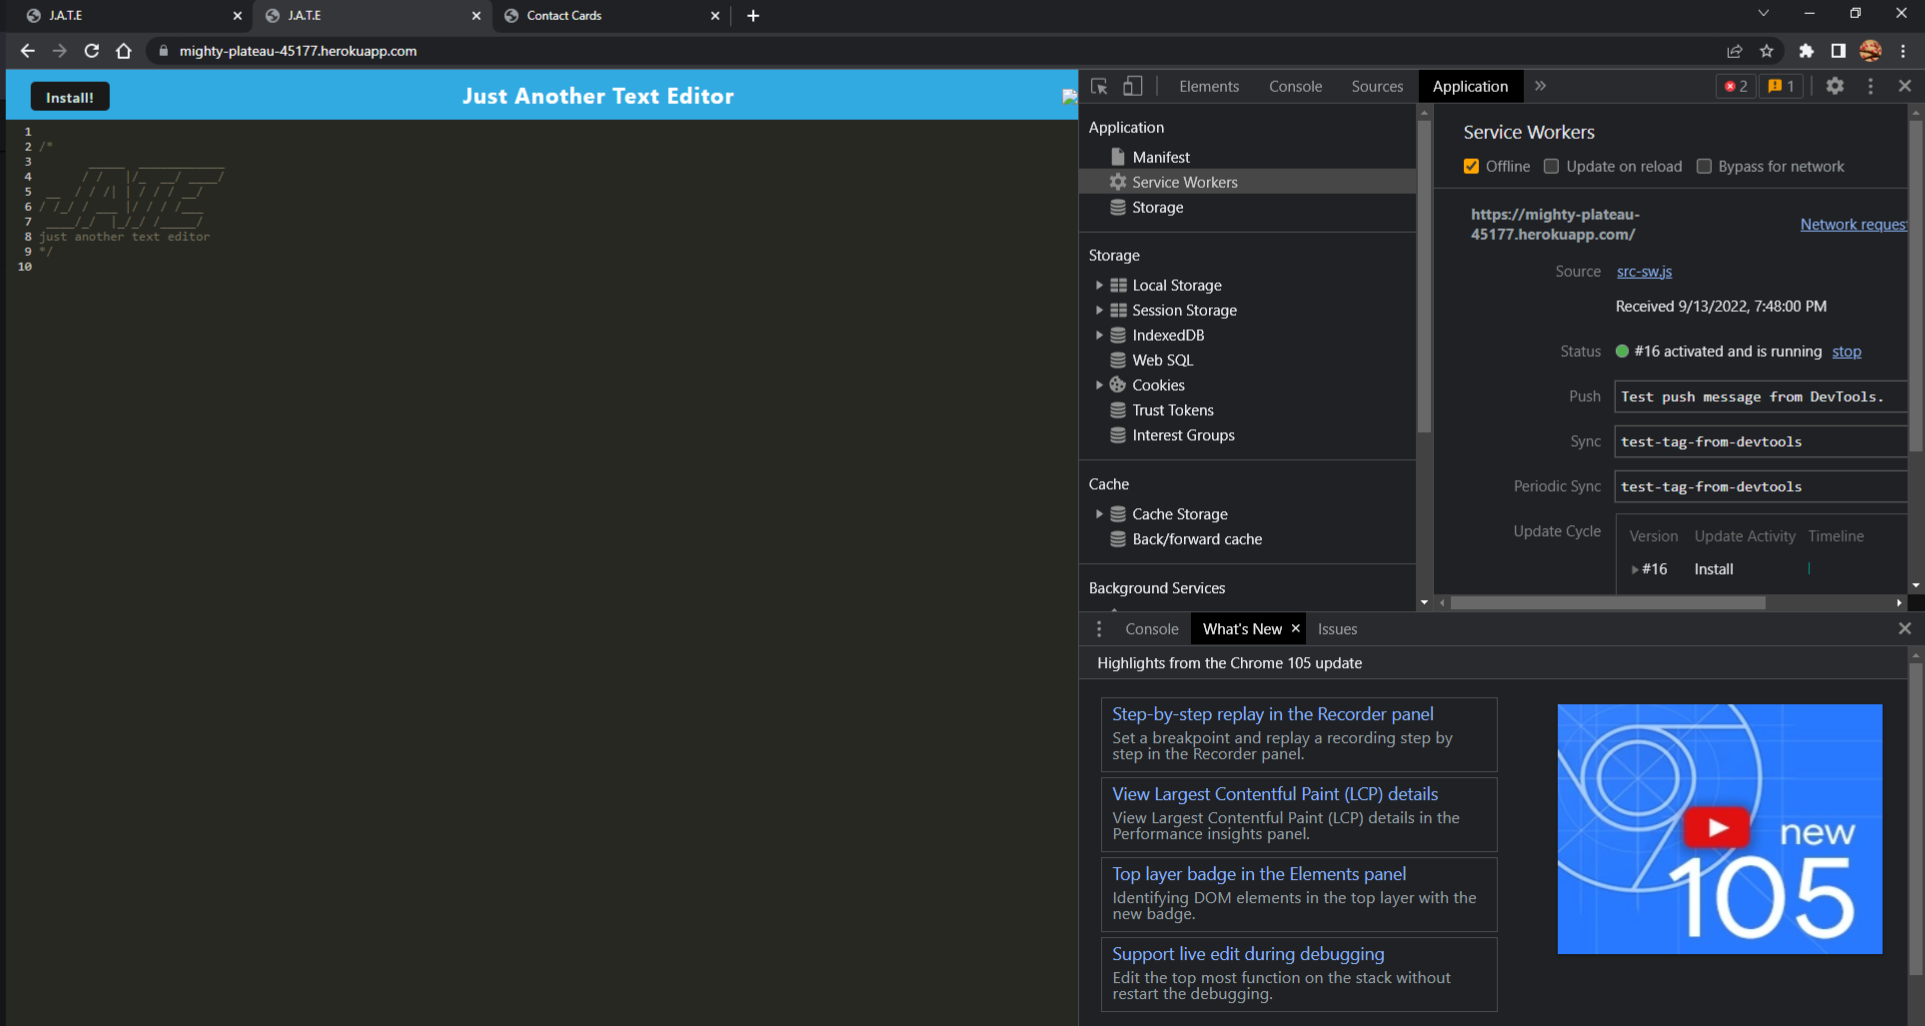 J.A.T.E
J.A.T.E
Contact Cards
mighty-plateau-45177.herokuapp.com
Install!
Just Another Text Editor
1
2 /*
3
4
5
6
7
8 just another text editor
9 */
10
Elements
Console
Sources
Application
2
1
Application
Manifest
Service Workers
Storage
Storage
Local Storage
Session Storage
IndexedDB
Web SQL
Cookies
Trust Tokens
Interest Groups
Cache
Cache Storage
Back/forward cache
Background Services
Service Workers
Offline
Update on reload
Bypass for network
https://mighty-plateau-
45177.herokuapp.com/
Network reques
Source src-sw.js
Received 9/13/2022, 7:48:00 PM
Status #16 activated and is running stop
Push Test push message from DevTools.
Sync test-tag-from-devtools
Periodic Sync test-tag-from-devtools
Update Cycle
Version Update Activity Timeline
#16 Install
Console
What's New
Issues
Highlights from the Chrome 105 update
Step-by-step replay in the Recorder panel
Set a breakpoint and replay a recording step by
step in the Recorder panel.
View Largest Contentful Paint (LCP) details
View Largest Contentful Paint (LCP) details in the
Performance insights panel.
Top layer badge in the Elements panel
Identifying DOM elements in the top layer with the
new badge.
Support live edit during debugging
Edit the top most function on the stack without
restart the debugging.
new
105